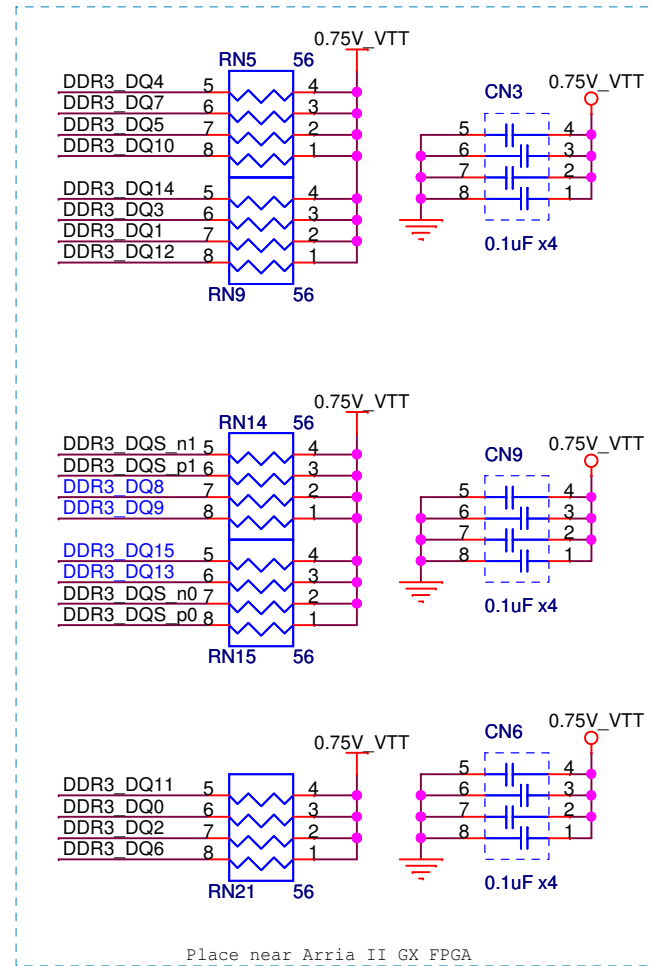 0.75V_VTT
RN5 56
DDR3_DQ4 5 4
DDR3_DQ7 6 3
DDR3_DQ5 7 2
DDR3_DQ10 8 1
DDR3_DQ14 5 4
DDR3_DQ3 6 3
DDR3_DQ1 7 2
DDR3_DQ12 8 1
RN9 56
0.75V_VTT
CN3
5 4
6 3
7 2
8 1
0.1uF x4
0.75V_VTT
RN14 56
DDR3_DQS_n1 5 4
DDR3_DQS_p1 6 3
DDR3_DQ8 7 2
DDR3_DQ9 8 1
DDR3_DQ15 5 4
DDR3_DQ13 6 3
DDR3_DQS_n0 7 2
DDR3_DQS_p0 8 1
RN15 56
0.75V_VTT
CN9
5 4
6 3
7 2
8 1
0.1uF x4
0.75V_VTT
DDR3_DQ11 5 4
DDR3_DQ0 6 3
DDR3_DQ2 7 2
DDR3_DQ6 8 1
RN21 56
0.75V_VTT
CN6
5 4
6 3
7 2
8 1
0.1uF x4
Place near Arria II GX FPGA